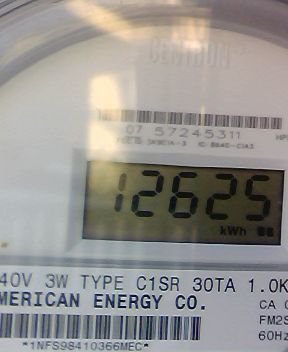 CENTRON
07 57245311
12625
kWh
40V 3W TYPE C1SR 30TA 1.0K
MERICAN ENERGY CO.
CA
FM2S
60Hz
*1NFS98410366MEC*